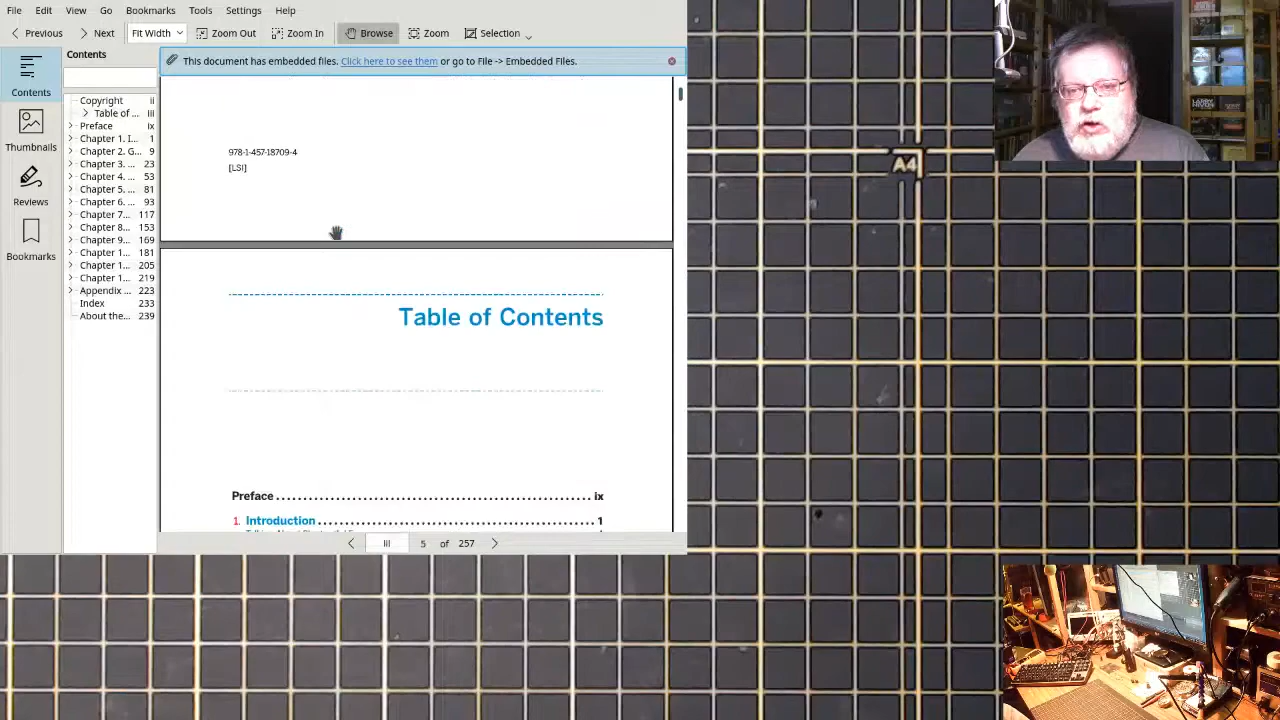 File Edit View Go Bookmarks Tools Settings Help
Previous Next Fit Width Zoom Out Zoom In Browse Zoom Selection
Contents
This document has embedded files. Click here to see them or go to File -> Embedded Files.
Contents
Thumbnails
Reviews
Bookmarks
Copyright ii
Table of ... iii
Preface ix
Chapter 1. I... 1
Chapter 2. G... 9
Chapter 3. ... 23
Chapter 4. ... 53
Chapter 5. ... 81
Chapter 6. ... 93
Chapter 7... 117
Chapter 8... 153
Chapter 9... 169
Chapter 1... 181
Chapter 1... 205
Chapter 1... 219
Appendix ... 223
Index 233
About the... 239
978-1-457-18709-4
[LSI]
Table of Contents
Preface ix
1. Introduction 1
iii 5 of 257
A4